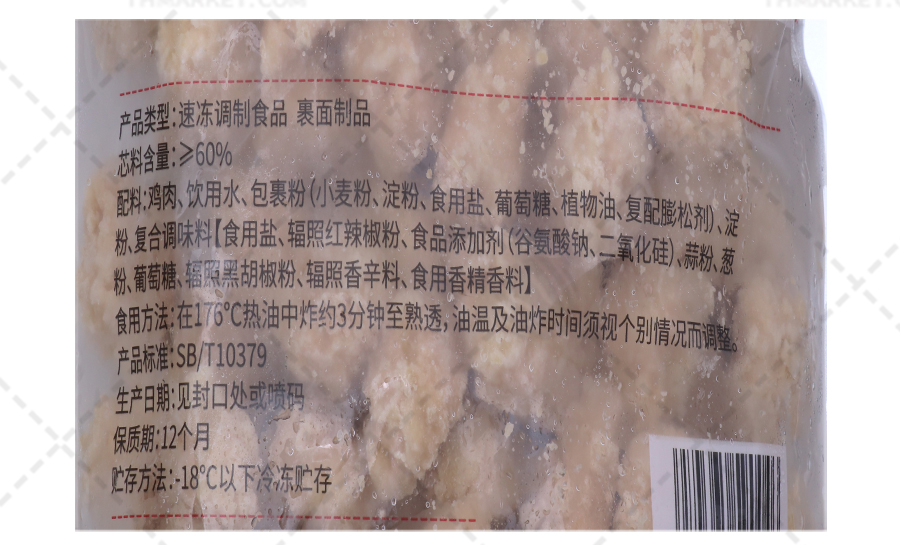 THMARKET.COM
THMARKET.COM
产品类型:速冻调制食品 裹面制品
芯料含量:≥60%
配料:鸡肉、饮用水、包裹粉(小麦粉、淀粉、食用盐、葡萄糖、植物油、复配膨松剂)、淀
粉、复合调味料【食用盐、辐照红辣椒粉、食品添加剂(谷氨酸钠、二氧化硅)、蒜粉、葱
粉、葡萄糖、辐照黑胡椒粉、辐照香辛料、食用香精香料】
食用方法:在176°C热油中炸约3分钟至熟透,油温及油炸时间须视个别情况而调整。
产品标准:SB/T10379
生产日期:见封口处或喷码
保质期:12个月
贮存方法:-18°C以下冷冻贮存